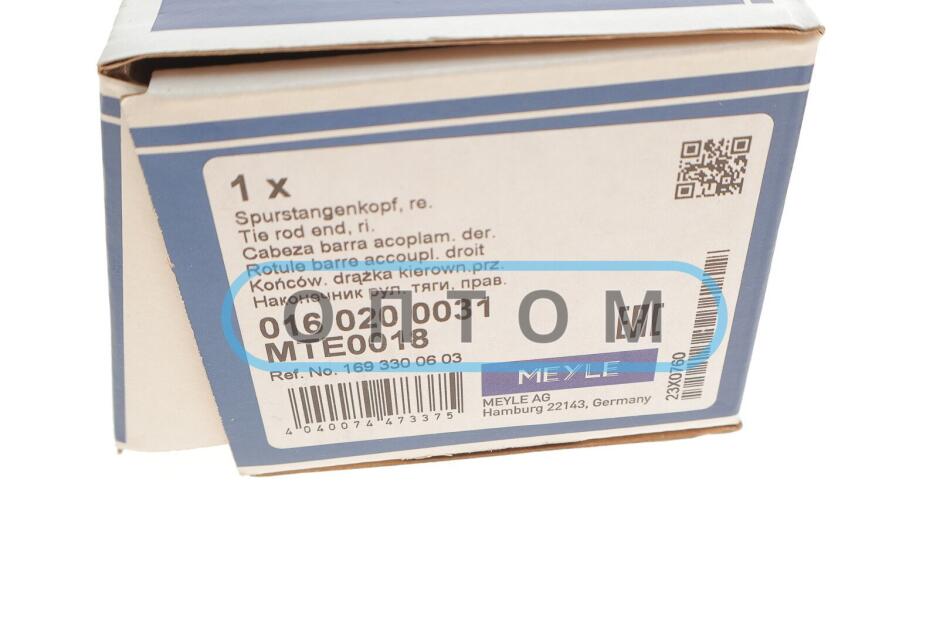 1 x
Spurstangenkopf, re.
Tie rod end, ri.
Cabeza barra acoplam. der.
Rotule barre accoupl. droit
Końców. drążka kierown.prz.
Наконечник рул. тяги, прав.
016 020 0031
MTE0018
Ref. No. 169 330 06 03
4 040074 473375
MEYLE
MEYLE AG
Hamburg 22143, Germany
EAC
23X0760
ОПТОМ